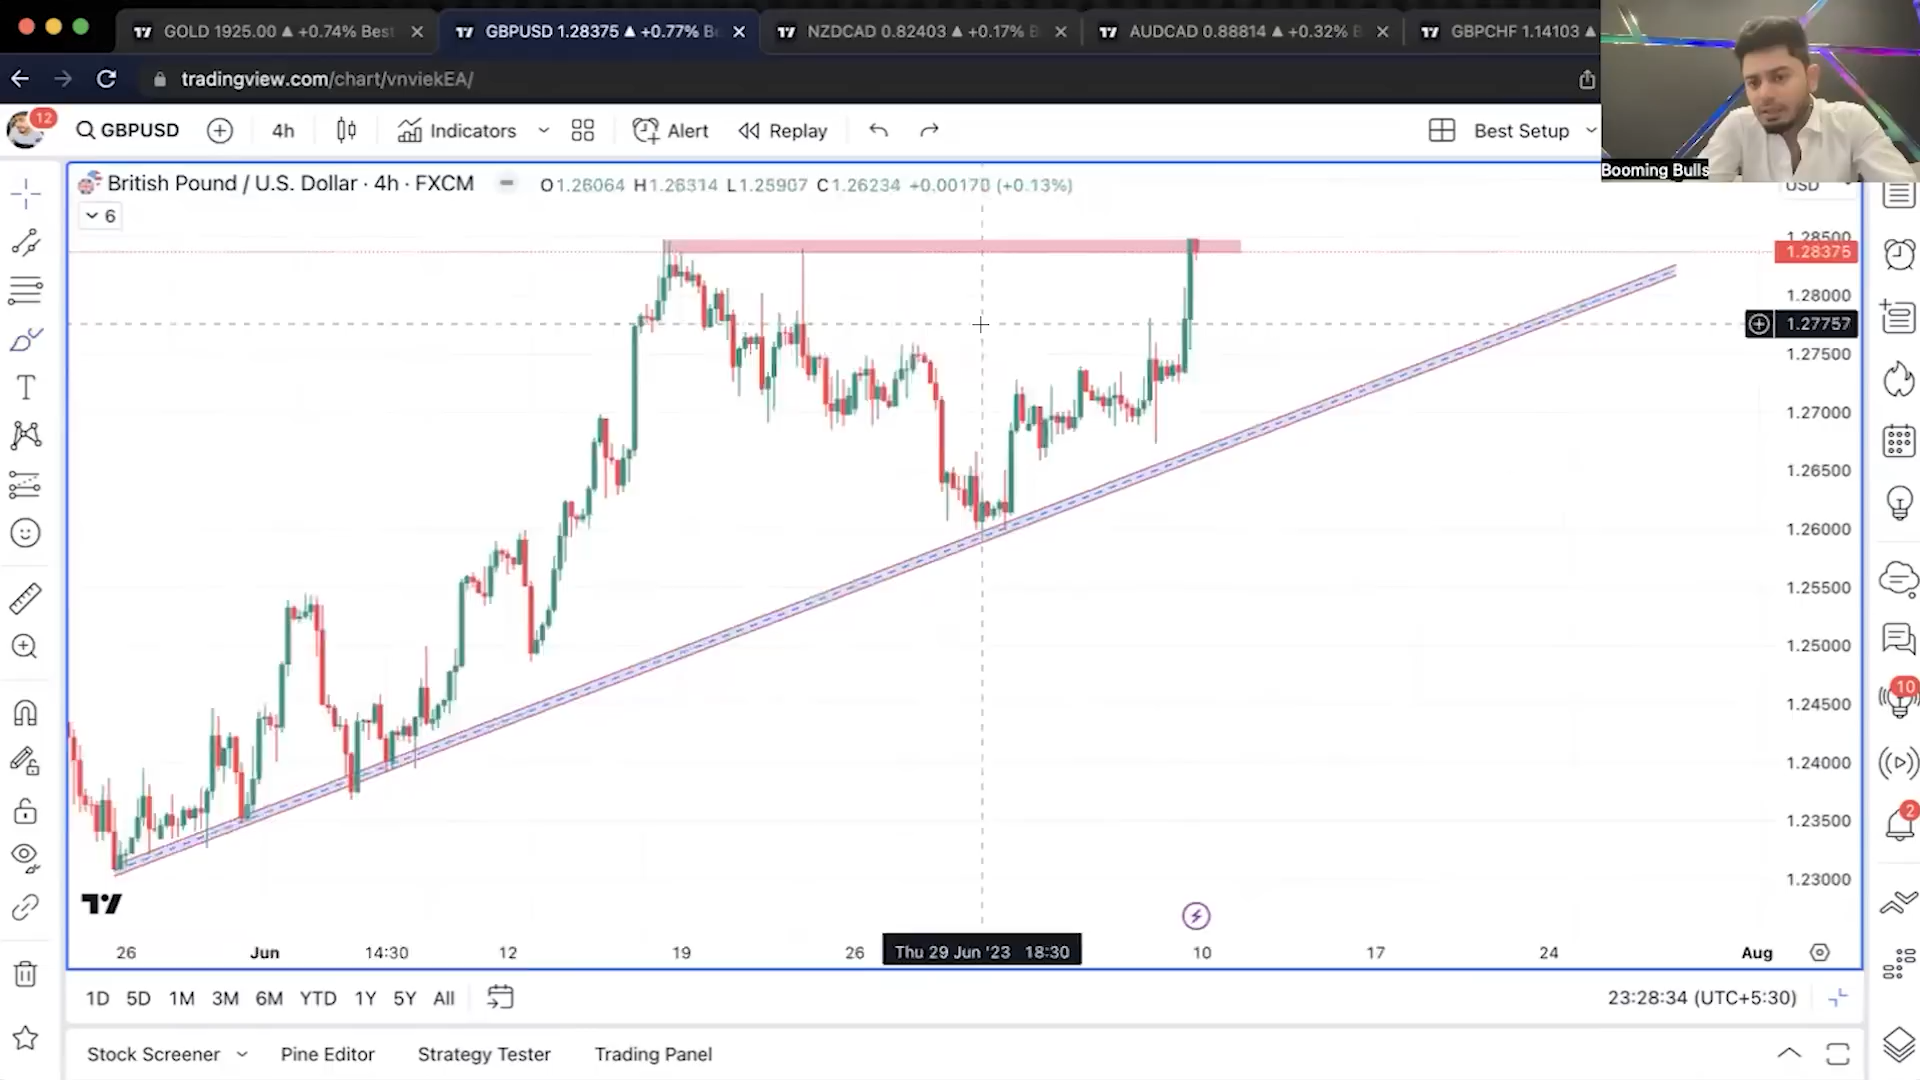 GOLD 1925.00 ▲ +0.74% Best
GBPUSD 1.28375 ▲ +0.77% B
NZDCAD 0.82403 ▲ +0.17% B
AUDCAD 0.88814 ▲ +0.32% B
GBPCHF 1.14103 ▲
tradingview.com/chart/vnviekEA/
12
GBPUSD
4h
Indicators
Alert
Replay
Best Setup
Booming Bulls
British Pound / U.S. Dollar · 4h · FXCM
O1.26064 H1.26314 L1.25907 C1.26234 +0.00170 (+0.13%)
USD
6
1.28500
1.28375
1.28000
1.27757
1.27500
1.27000
1.26500
1.26000
1.25500
1.25000
1.24500
10
1.24000
1.23500
2
1.23000
26
Jun
14:30
12
19
26
Thu 29 Jun '23 18:30
10
17
24
Aug
1D 5D 1M 3M 6M YTD 1Y 5Y All
23:28:34 (UTC+5:30)
Stock Screener
Pine Editor
Strategy Tester
Trading Panel